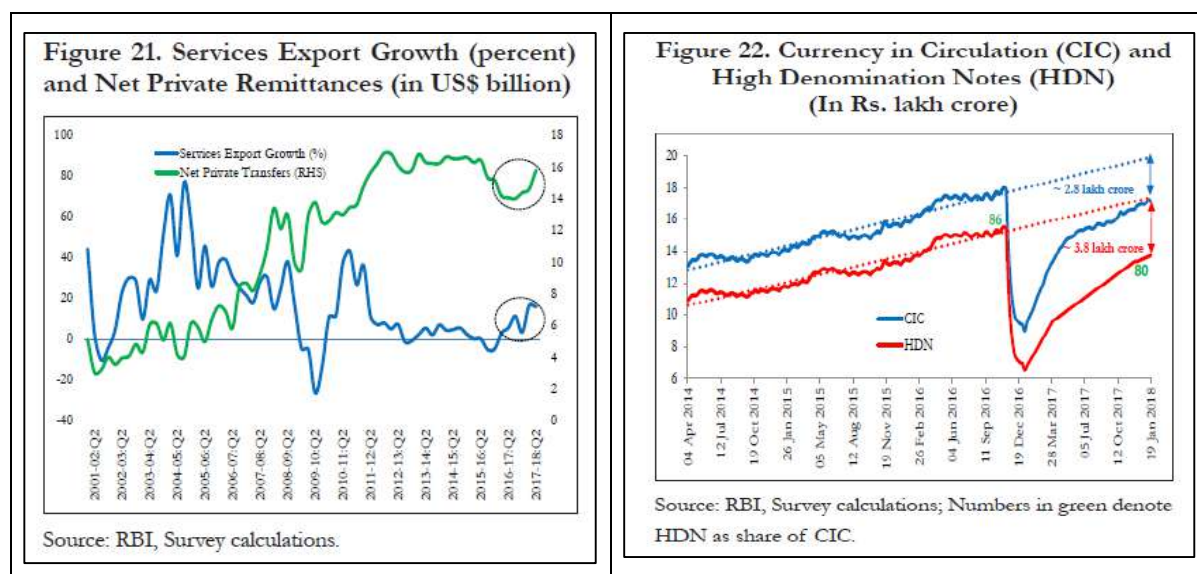 Figure 21. Services Export Growth (percent)
and Net Private Remittances (in US$ billion)
100
80
60
40
20
0
-20
-40
18
16
14
12
10
8
6
4
2
0
Services Export Growth (%)
Net Private Transfers (RHS)
2001-02:Q2
2002-03:Q2
2003-04:Q2
2004-05:Q2
2005-06:Q2
2006-07:Q2
2007-08:Q2
2008-09:Q2
2009-10:Q2
2010-11:Q2
2011-12:Q2
2012-13:Q2
2013-14:Q2
2014-15:Q2
2015-16:Q2
2016-17:Q2
2017-18:Q2
Source: RBI, Survey calculations.
Figure 22. Currency in Circulation (CIC) and
High Denomination Notes (HDN)
(In Rs. lakh crore)
20
18
16
14
12
10
8
6
~ 2.8 lakh crore
86
~ 3.8 lakh crore
80
CIC
HDN
04 Apr 2014
12 Jul 2014
19 Oct 2014
26 Jan 2015
05 May 2015
12 Aug 2015
19 Nov 2015
26 Feb 2016
04 Jun 2016
11 Sep 2016
19 Dec 2016
28 Mar 2017
05 Jul 2017
12 Oct 2017
19 Jan 2018
Source: RBI, Survey calculations; Numbers in green denote
HDN as share of CIC.